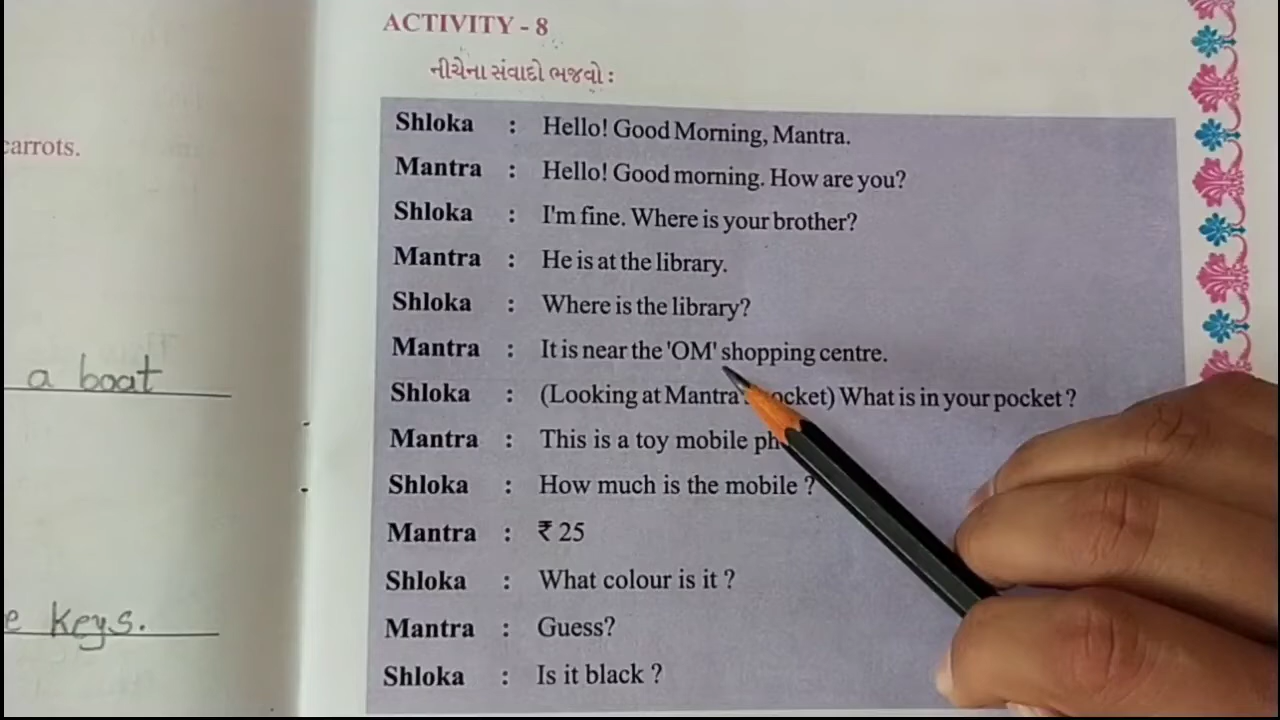 ACTIVITY - 8
નીચેના સંવાદો ભજવો :
carrots.
a boat
keys.
Shloka : Hello! Good Morning, Mantra.
Mantra : Hello! Good morning. How are you?
Shloka : I'm fine. Where is your brother?
Mantra : He is at the library.
Shloka : Where is the library?
Mantra : It is near the 'OM' shopping centre.
Shloka : (Looking at Mantra's pocket) What is in your pocket ?
Mantra : This is a toy mobile
Shloka : How much is the mobile ?
Mantra : ₹ 25
Shloka : What colour is it ?
Mantra : Guess?
Shloka : Is it black ?